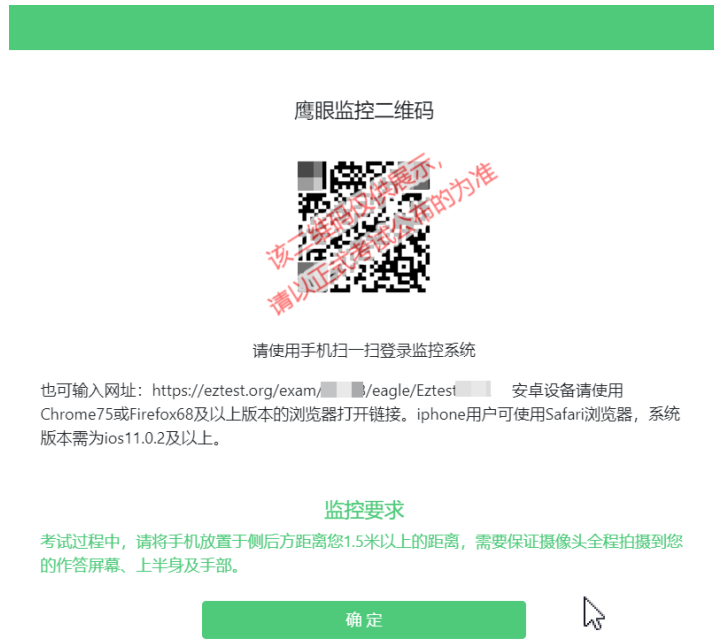 鹰眼监控二维码
该二维码仅供展示，
请以正式考试公布的为准
请使用手机扫一扫登录监控系统
也可输入网址：https://eztest.org/exam/ /eagle/Eztest 安卓设备请使用
Chrome75或Firefox68及以上版本的浏览器打开链接。iphone用户可使用Safari浏览器，系统
版本需为ios11.0.2及以上。
监控要求
考试过程中，请将手机放置于侧后方距离您1.5米以上的距离，需要保证摄像头全程拍摄到您
的作答屏幕、上半身及手部。
确定